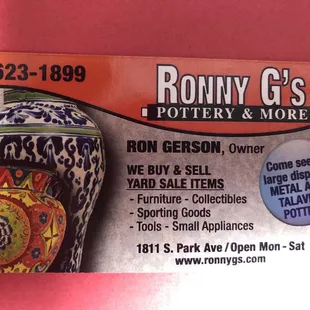 623-1899
RONNY G's
POTTERY & MORE
RON GERSON, Owner
WE BUY & SELL
YARD SALE ITEMS
- Furniture - Collectibles
- Sporting Goods
- Tools - Small Appliances
1811 S. Park Ave / Open Mon - Sat
www.ronnygs.com
Come see
large disp
METAL A
TALAV
POTT